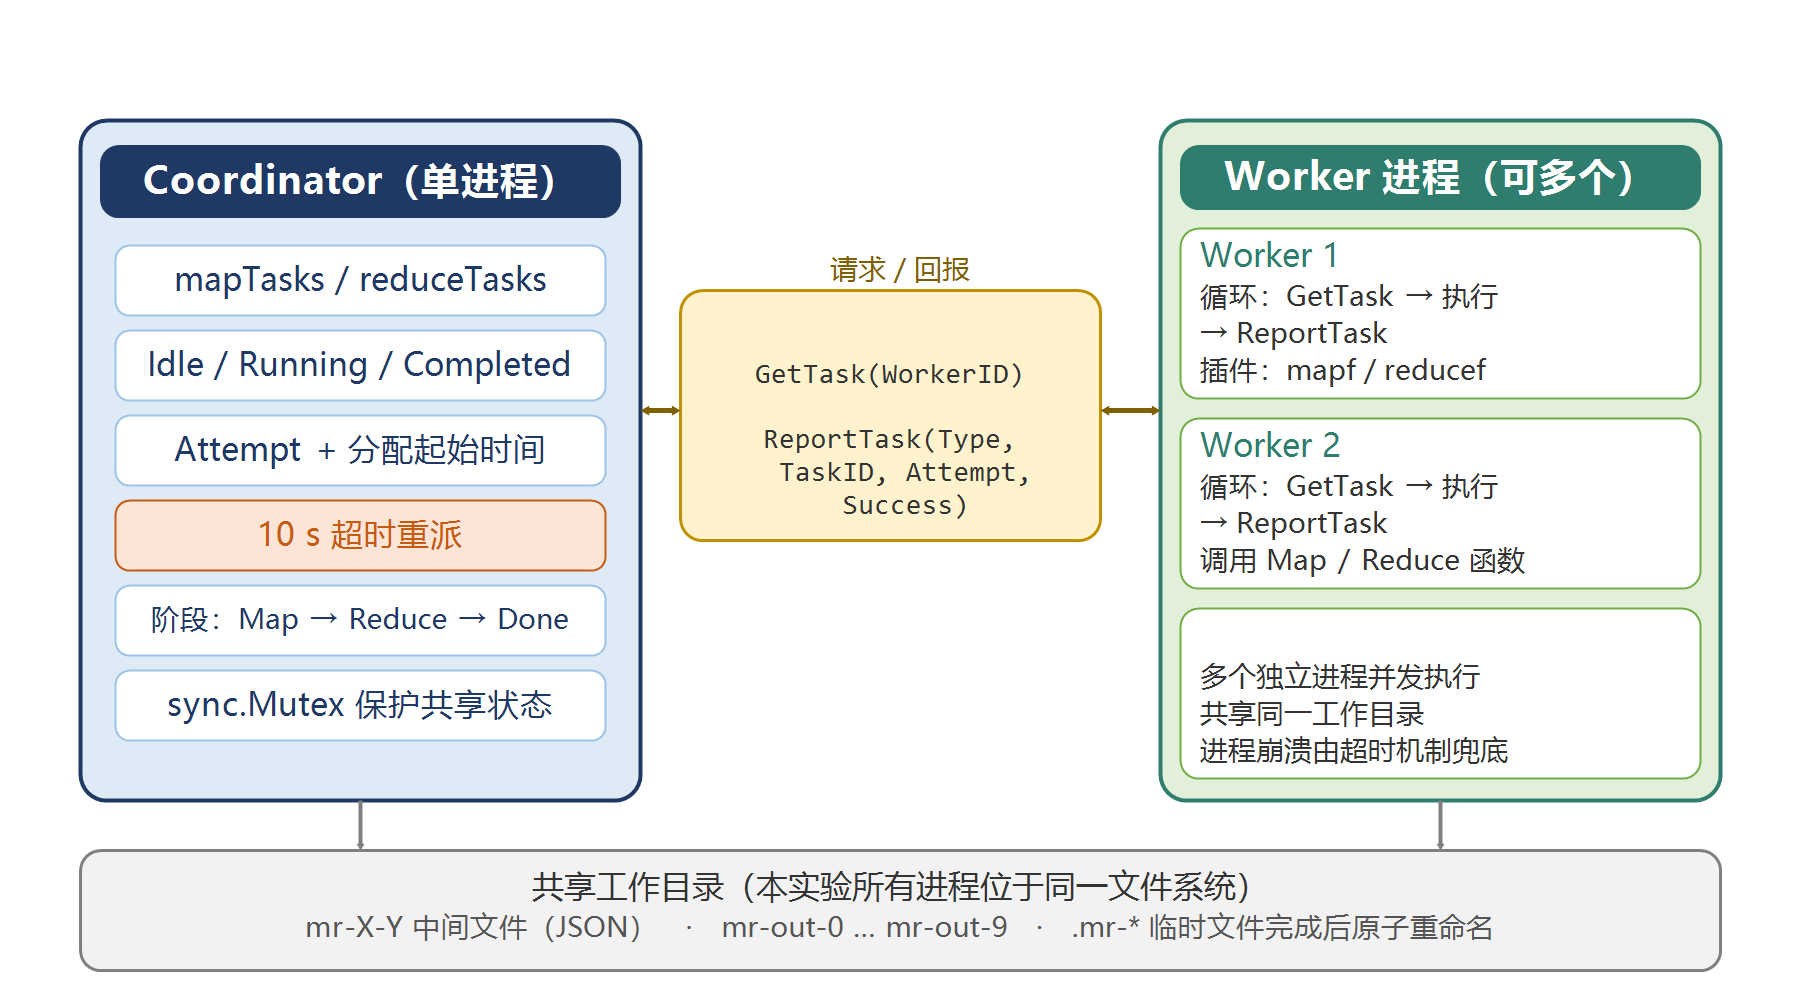 Coordinator（单进程）
mapTasks / reduceTasks
Idle / Running / Completed
Attempt + 分配起始时间
10 s 超时重派
阶段：Map → Reduce → Done
sync.Mutex 保护共享状态
请求 / 回报
GetTask(WorkerID)
ReportTask(Type,
TaskID, Attempt,
Success)
Worker 进程（可多个）
Worker 1
循环：GetTask → 执行
→ ReportTask
插件：mapf / reducef
Worker 2
循环：GetTask → 执行
→ ReportTask
调用 Map / Reduce 函数
多个独立进程并发执行
共享同一工作目录
进程崩溃由超时机制兜底
共享工作目录（本实验所有进程位于同一文件系统）
mr-X-Y 中间文件（JSON） · mr-out-0 ... mr-out-9 · .mr-* 临时文件完成后原子重命名